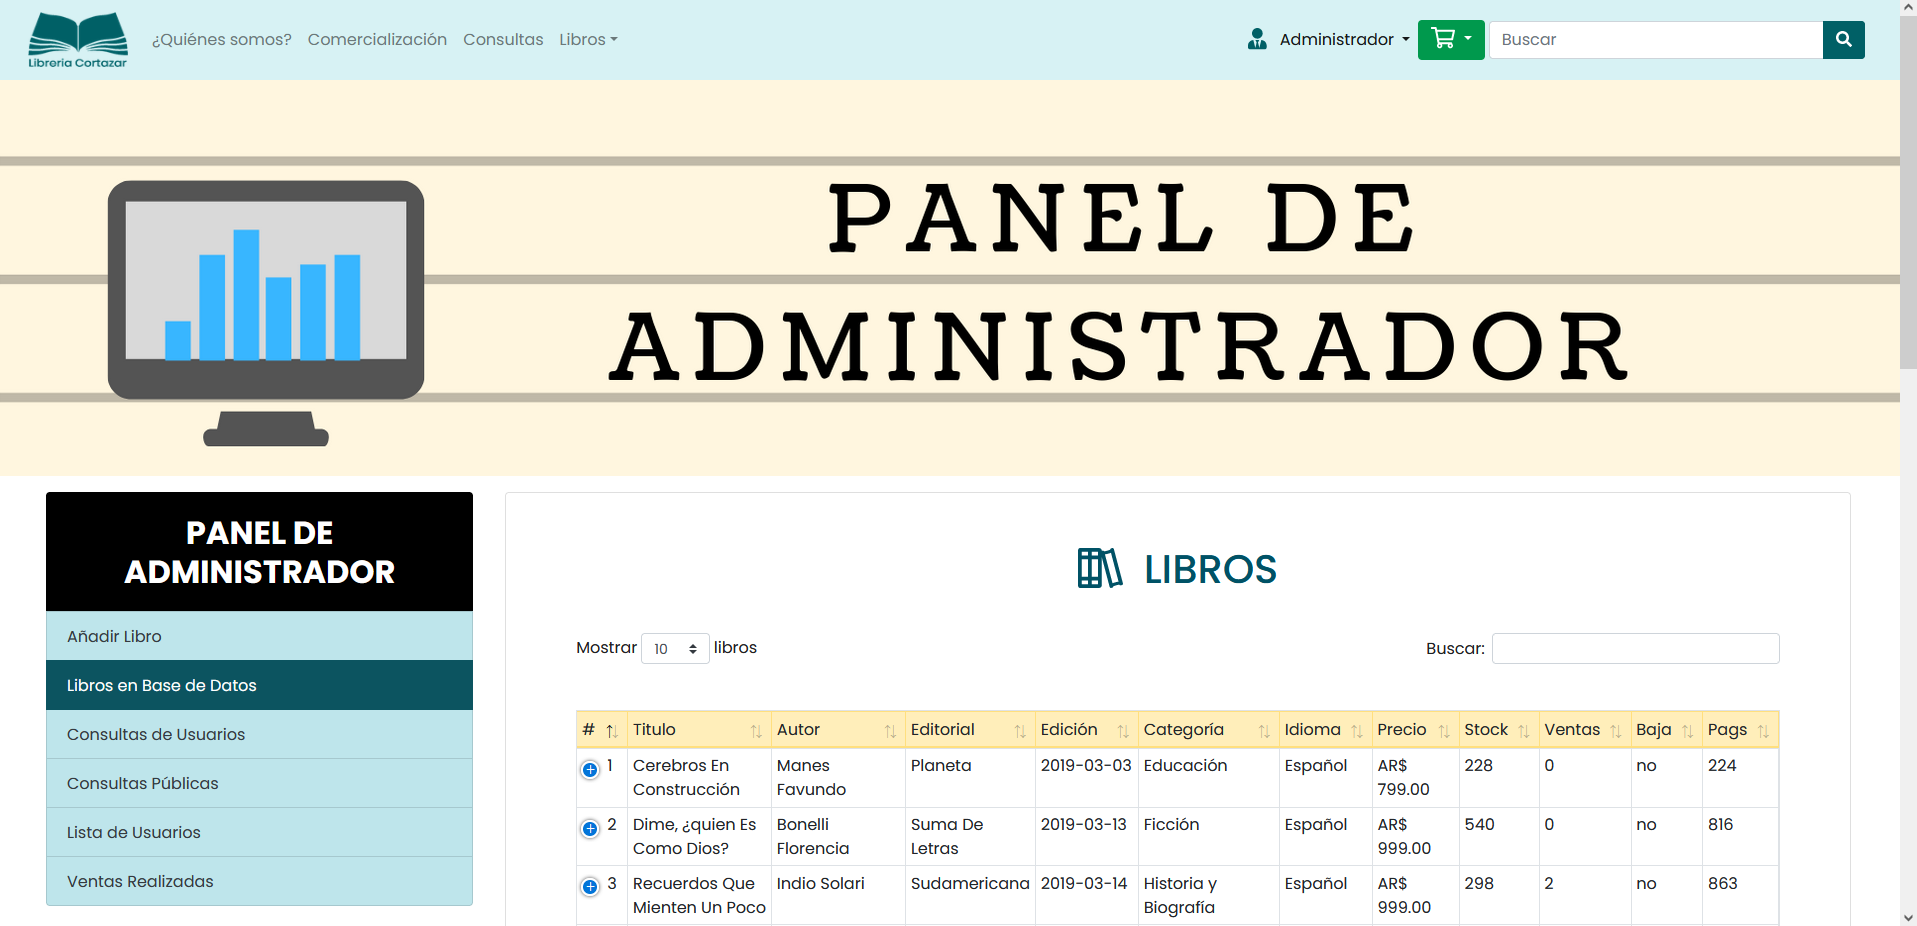 ¿Quiénes somos? Comercialización Consultas Libros Administrador Buscar
Libreria Cortazar
PANEL DE
ADMINISTRADOR
PANEL DE
ADMINISTRADOR
Añadir Libro
Libros en Base de Datos
Consultas de Usuarios
Consultas Públicas
Lista de Usuarios
Ventas Realizadas
LIBROS
Mostrar 10 libros Buscar:
# Titulo Autor Editorial Edición Categoría Idioma Precio Stock Ventas Baja Pags
1 Cerebros En Manes Planeta 2019-03-03 Educación Español AR$ 228 0 no 224
Construcción Favundo 799.00
2 Dime, ¿quien Es Bonelli Suma De 2019-03-13 Ficción Español AR$ 540 0 no 816
Como Dios? Florencia Letras 999.00
3 Recuerdos Que Indio Solari Sudamericana 2019-03-14 Historia y Español AR$ 298 2 no 863
Mienten Un Poco Biografía 999.00